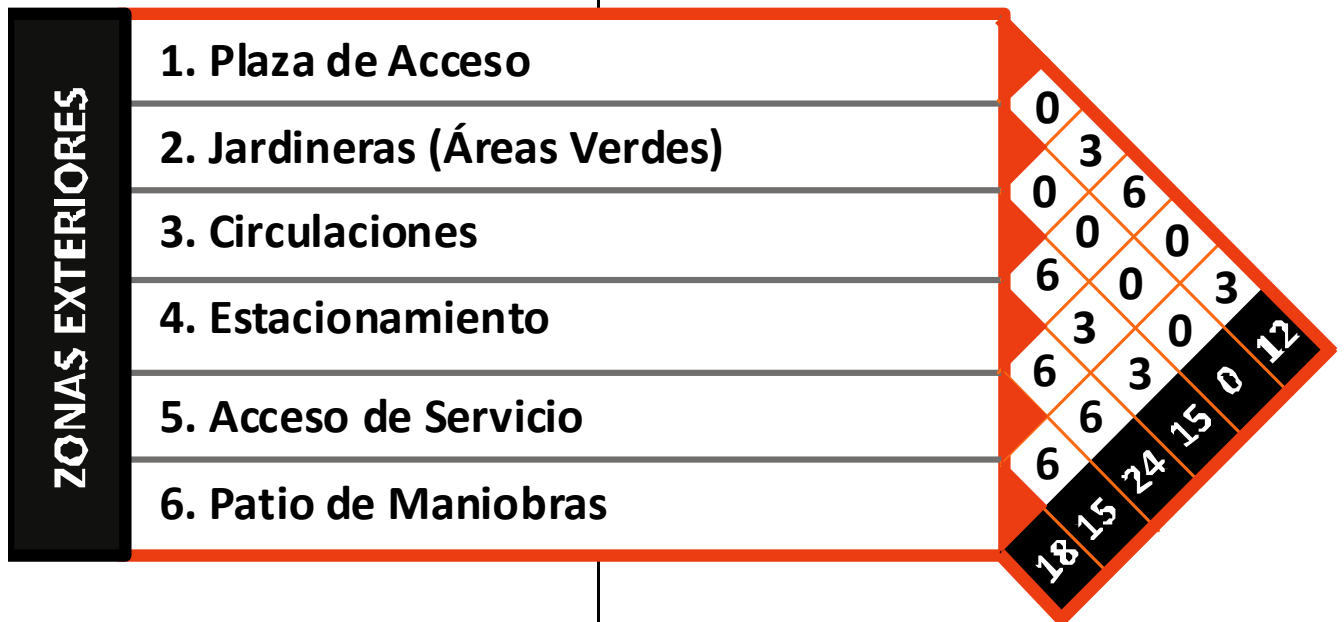 ZONAS EXTERIORES
1. Plaza de Acceso
2. Jardineras (Áreas Verdes)
3. Circulaciones
4. Estacionamiento
5. Acceso de Servicio
6. Patio de Maniobras
0
3
0 6
0 0
6 0 3
3 0 12
6 3 0
6 15
6 24
15
18